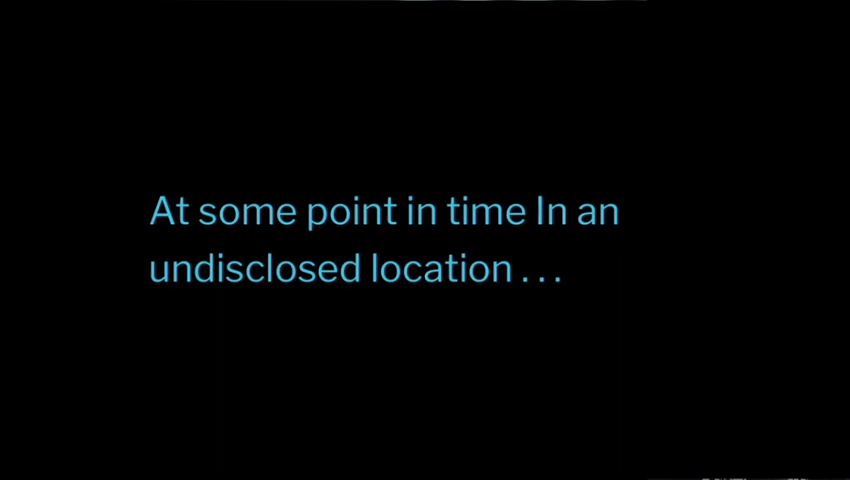 At some point in time In an
undisclosed location . . .